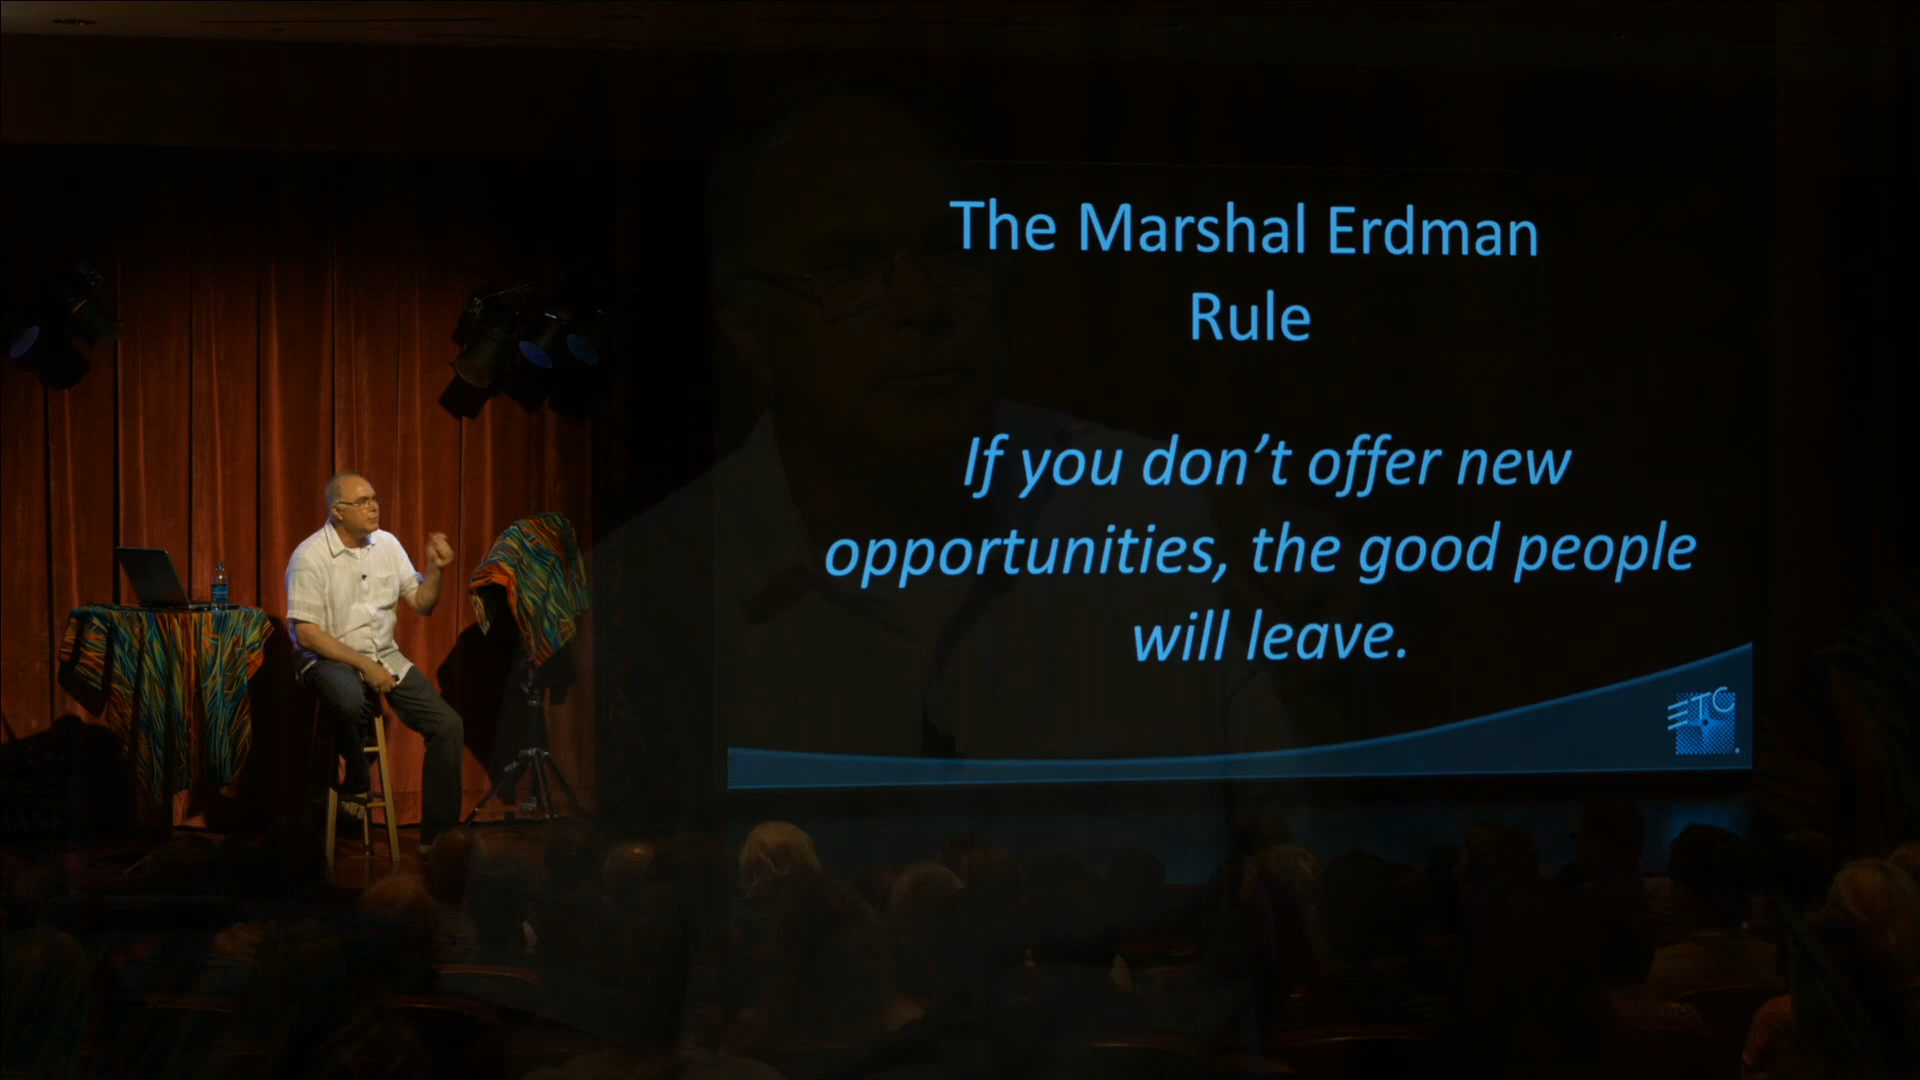 The Marshal Erdman
Rule
If you don't offer new
opportunities, the good people
will leave.
ETC